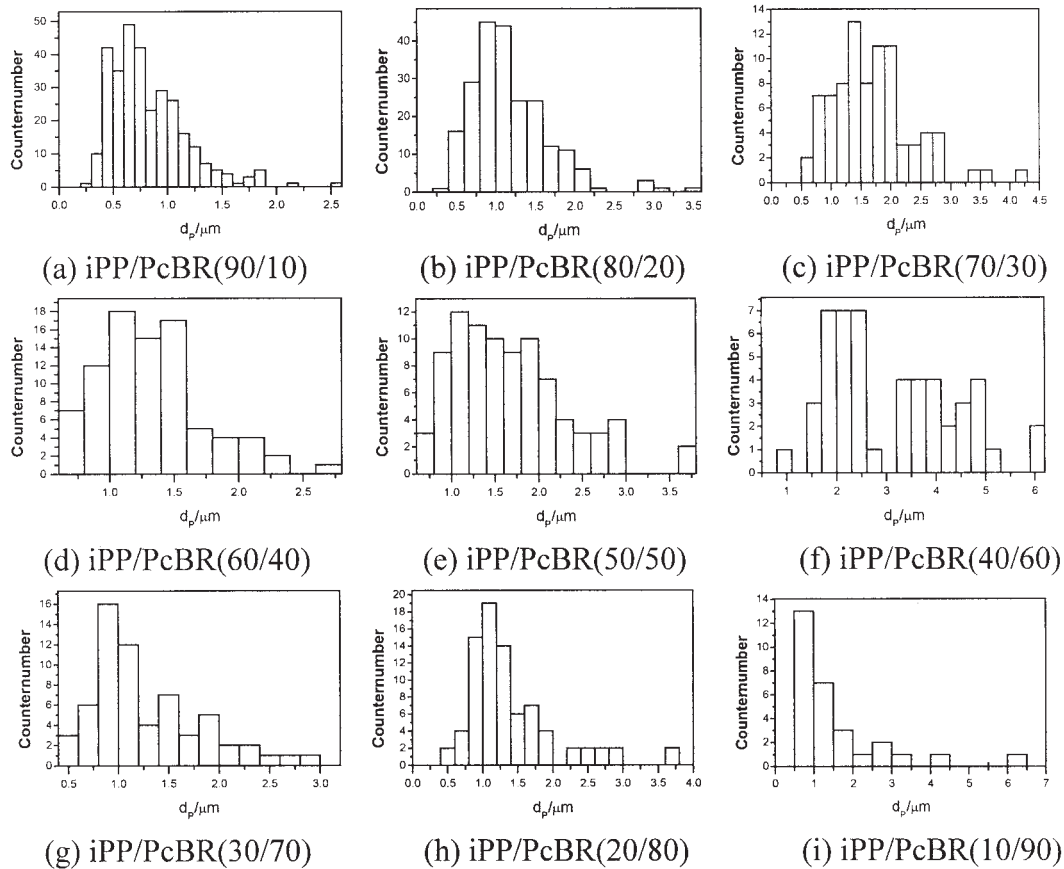 Counternumber
50
40
30
20
10
0
0.0 0.5 1.0 1.5 2.0 2.5
dp/μm
(a) iPP/PcBR(90/10)
Counternumber
40
30
20
10
0
0.0 0.5 1.0 1.5 2.0 2.5 3.0 3.5
dp/μm
(b) iPP/PcBR(80/20)
Counternumber
14
12
10
8
6
4
2
0
0.0 0.5 1.0 1.5 2.0 2.5 3.0 3.5 4.0 4.5
dp/μm
(c) iPP/PcBR(70/30)
Counternumber
18
16
14
12
10
8
6
4
2
0
1.0 1.5 2.0 2.5
dp/μm
(d) iPP/PcBR(60/40)
Counternumber
12
10
8
6
4
2
0
1.0 1.5 2.0 2.5 3.0 3.5
dp/μm
(e) iPP/PcBR(50/50)
Counternumber
7
6
5
4
3
2
1
0
1 2 3 4 5 6
dp/μm
(f) iPP/PcBR(40/60)
Counternumber
16
14
12
10
8
6
4
2
0
0.5 1.0 1.5 2.0 2.5 3.0
dp/μm
(g) iPP/PcBR(30/70)
Counternumber
20
18
16
14
12
10
8
6
4
2
0
0.0 0.5 1.0 1.5 2.0 2.5 3.0 3.5 4.0
dp/μm
(h) iPP/PcBR(20/80)
Counternumber
14
12
10
8
6
4
2
0
0 1 2 3 4 5 6 7
dp/μm
(i) iPP/PcBR(10/90)